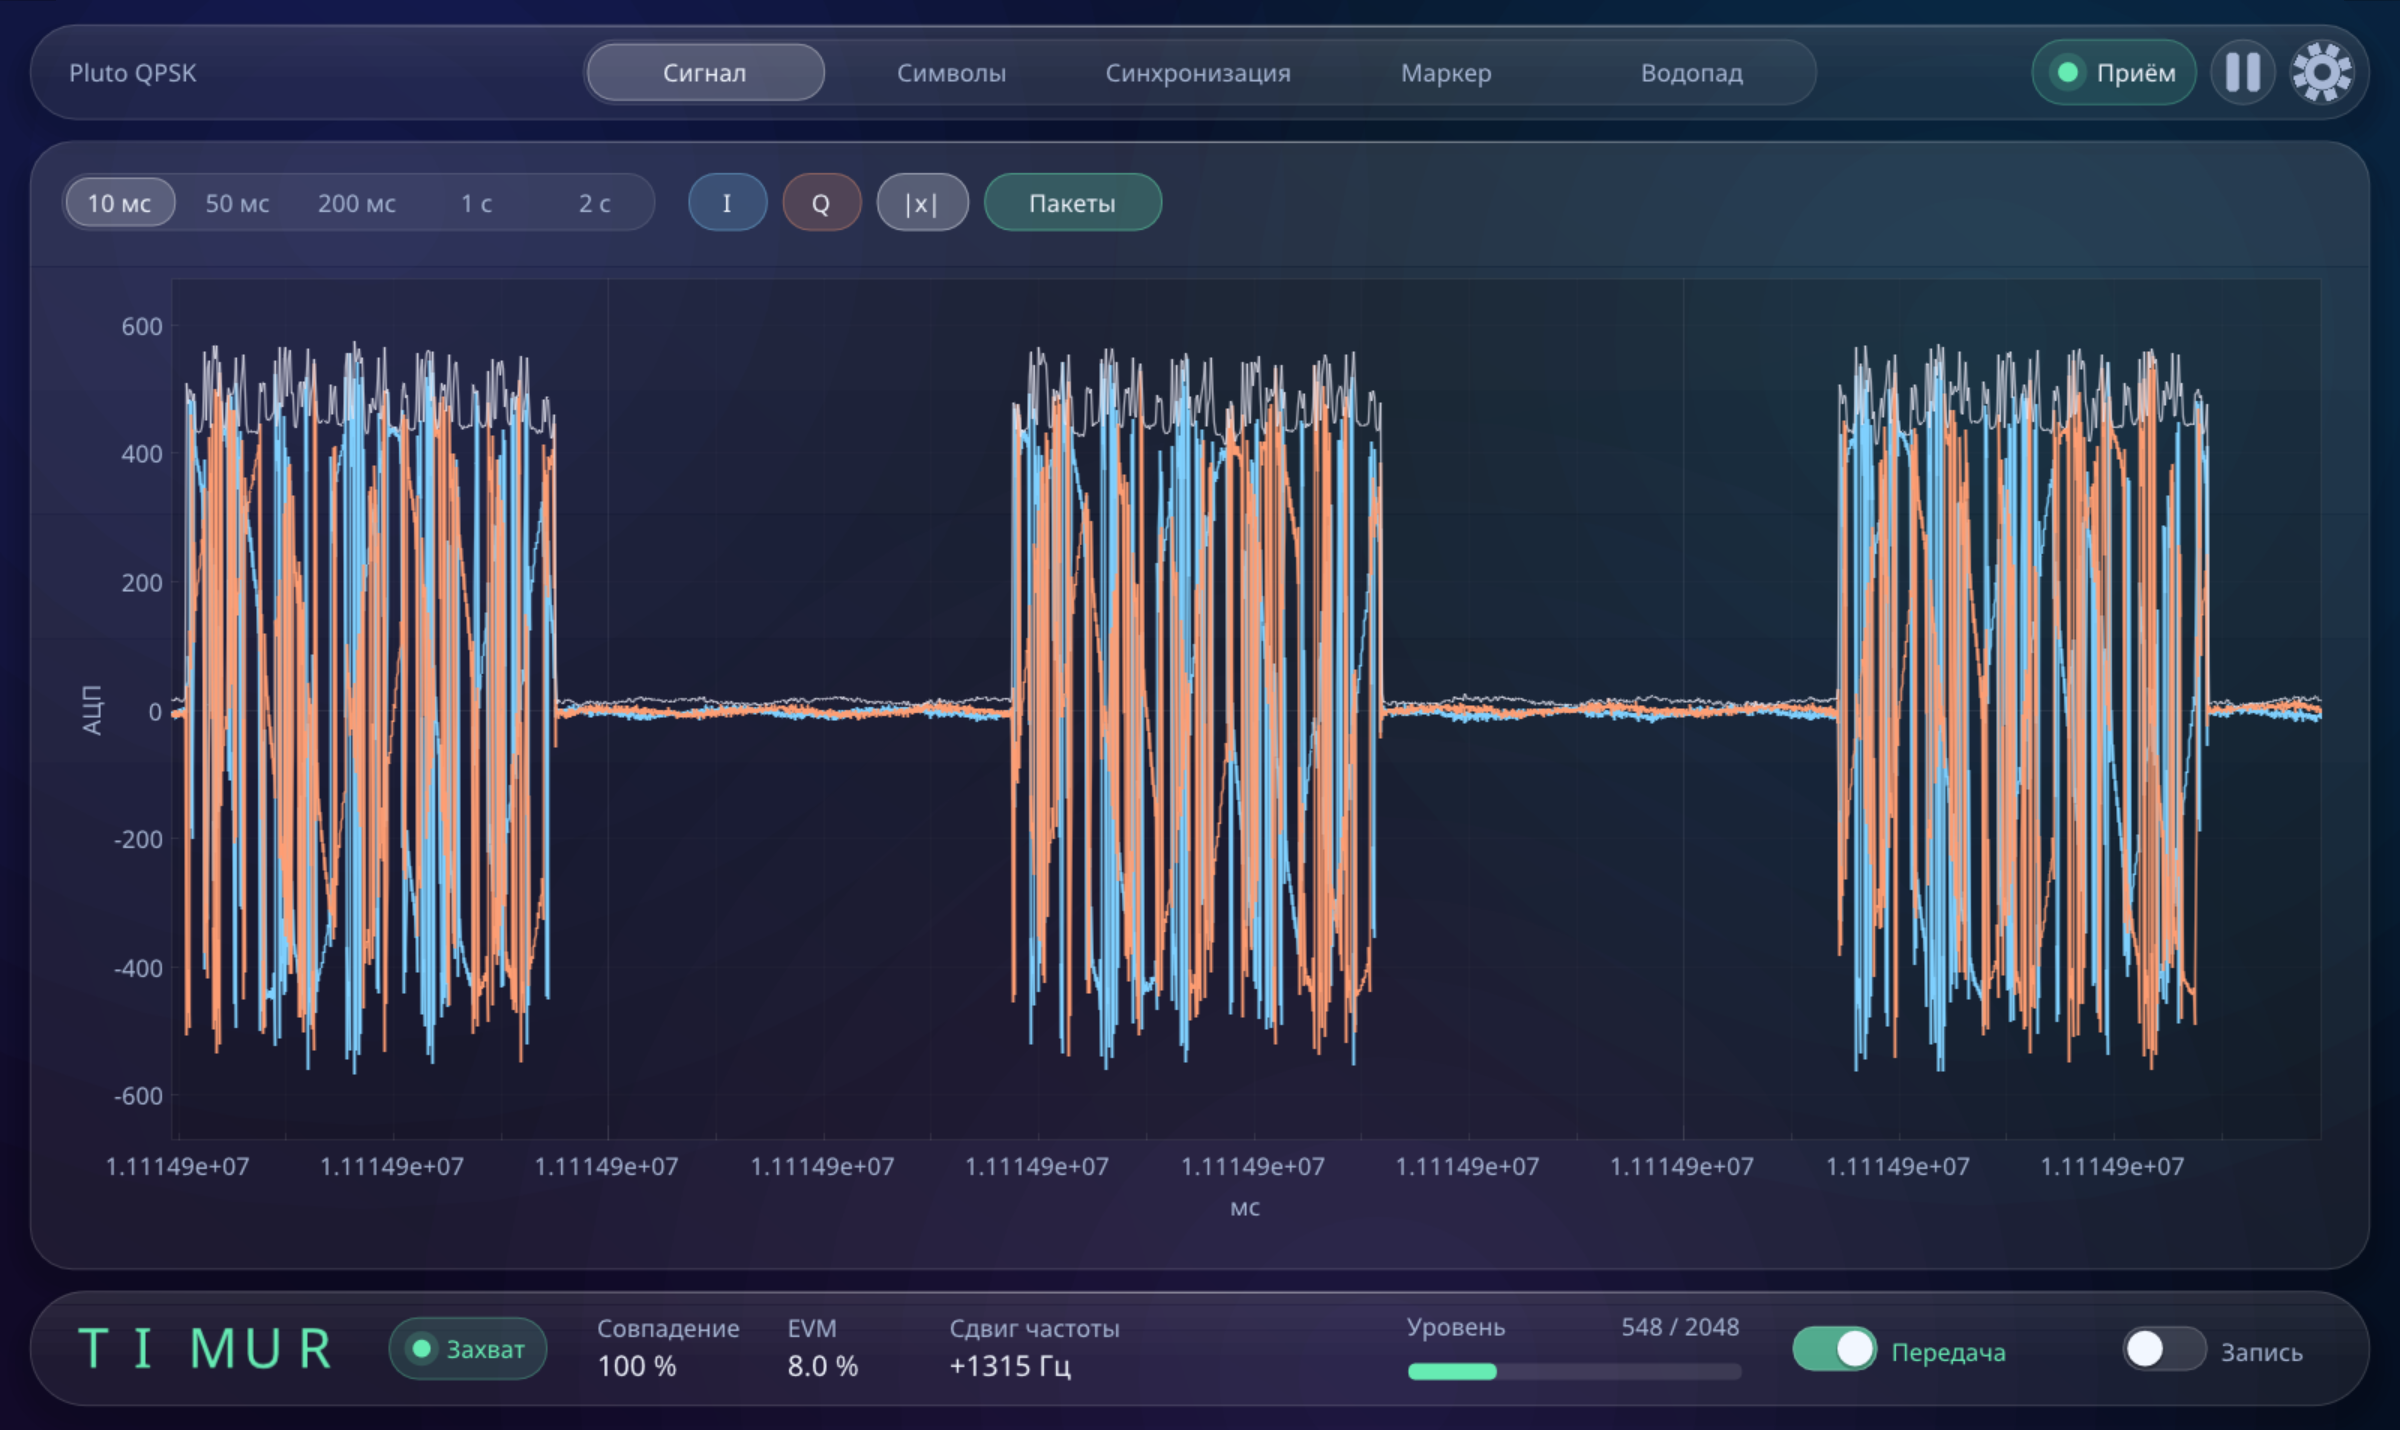 Pluto QPSK Сигнал Символы Синхронизация Маркер Водопад Приём
10 мс 50 мс 200 мс 1 с 2 с I Q |x| Пакеты
600
400
200
0
-200
-400
-600
АЦП
1.11149e+07 1.11149e+07 1.11149e+07 1.11149e+07 1.11149e+07 1.11149e+07 1.11149e+07 1.11149e+07 1.11149e+07 1.11149e+07
мс
T I MUR Захват
Совпадение EVM Сдвиг частоты Уровень 548 / 2048
100 % 8.0 % +1315 Гц
Передача Запись